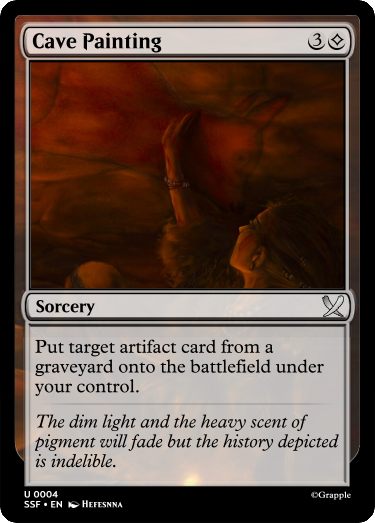 Cave Painting 3
Sorcery
Put target artifact card from a
graveyard onto the battlefield under
your control.
The dim light and the heavy scent of
pigment will fade but the history depicted
is indelible.
U 0004
SSF • EN Hefesnna
©Grapple